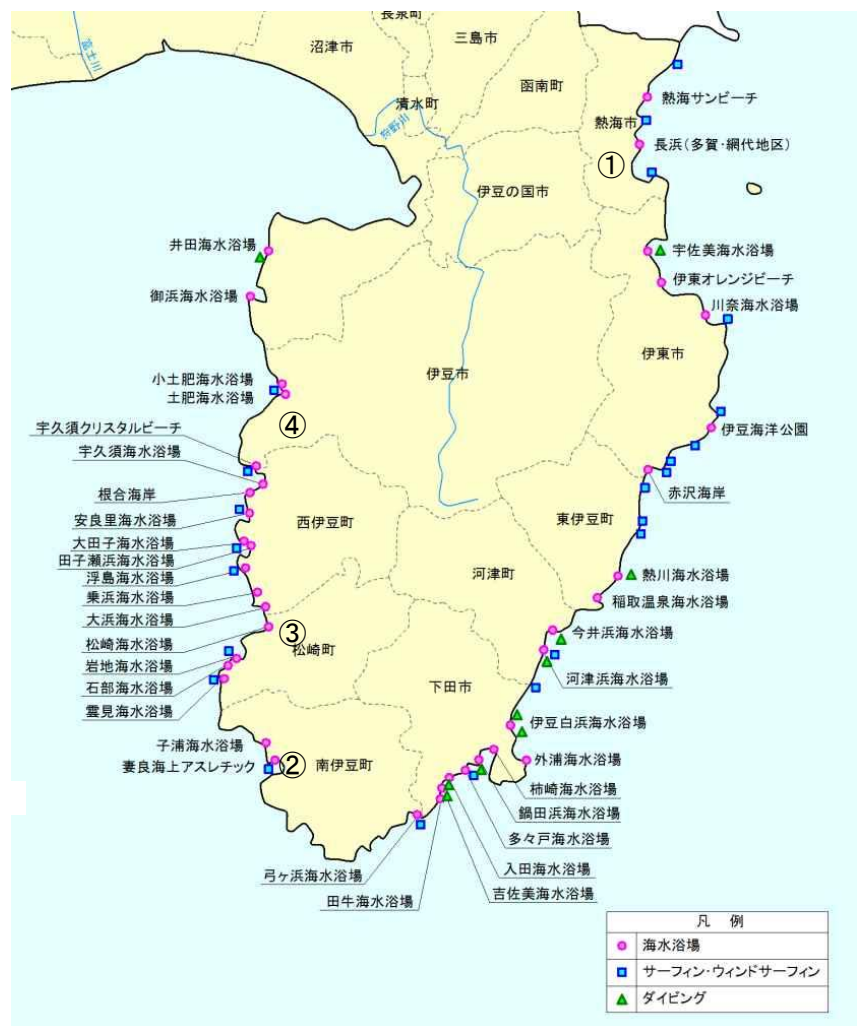 長泉町
沼津市
三島市
富士川
函南町
清水町
狩野川
熱海市
熱海サンビーチ
長浜(多賀・網代地区)
①
伊豆の国市
井田海水浴場
宇佐美海水浴場
御浜海水浴場
伊東オレンジビーチ
川奈海水浴場
伊東市
伊豆市
小土肥海水浴場
土肥海水浴場
④
宇久須クリスタルビーチ
伊豆海洋公園
宇久須海水浴場
根合海岸
赤沢海岸
安良里海水浴場
西伊豆町
東伊豆町
大田子海水浴場
田子瀬浜海水浴場
浮島海水浴場
河津町
熱川海水浴場
乗浜海水浴場
稲取温泉海水浴場
大浜海水浴場
③
松崎海水浴場
松崎町
今井浜海水浴場
岩地海水浴場
石部海水浴場
下田市
河津浜海水浴場
雲見海水浴場
伊豆白浜海水浴場
子浦海水浴場
妻良海上アスレチック
②
南伊豆町
外浦海水浴場
柿崎海水浴場
鍋田浜海水浴場
多々戸海水浴場
入田海水浴場
弓ヶ浜海水浴場
吉佐美海水浴場
田牛海水浴場
凡 例
海水浴場
サーフィン・ウィンドサーフィン
ダイビング